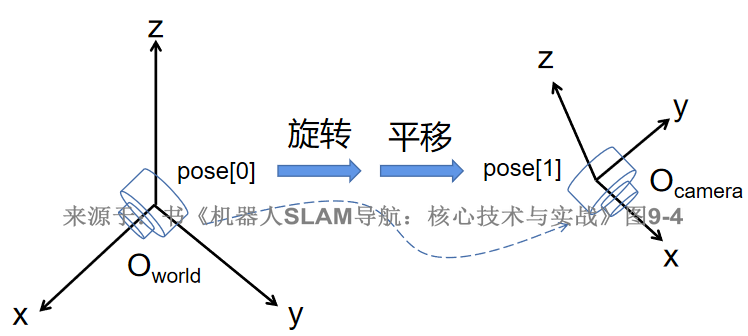 z
z
旋转 平移
y
pose[0]
pose[1]
O_camera
来源于 书《机器人SLAM导航：核心技术与实战》图9-4
O_world
x
x
y